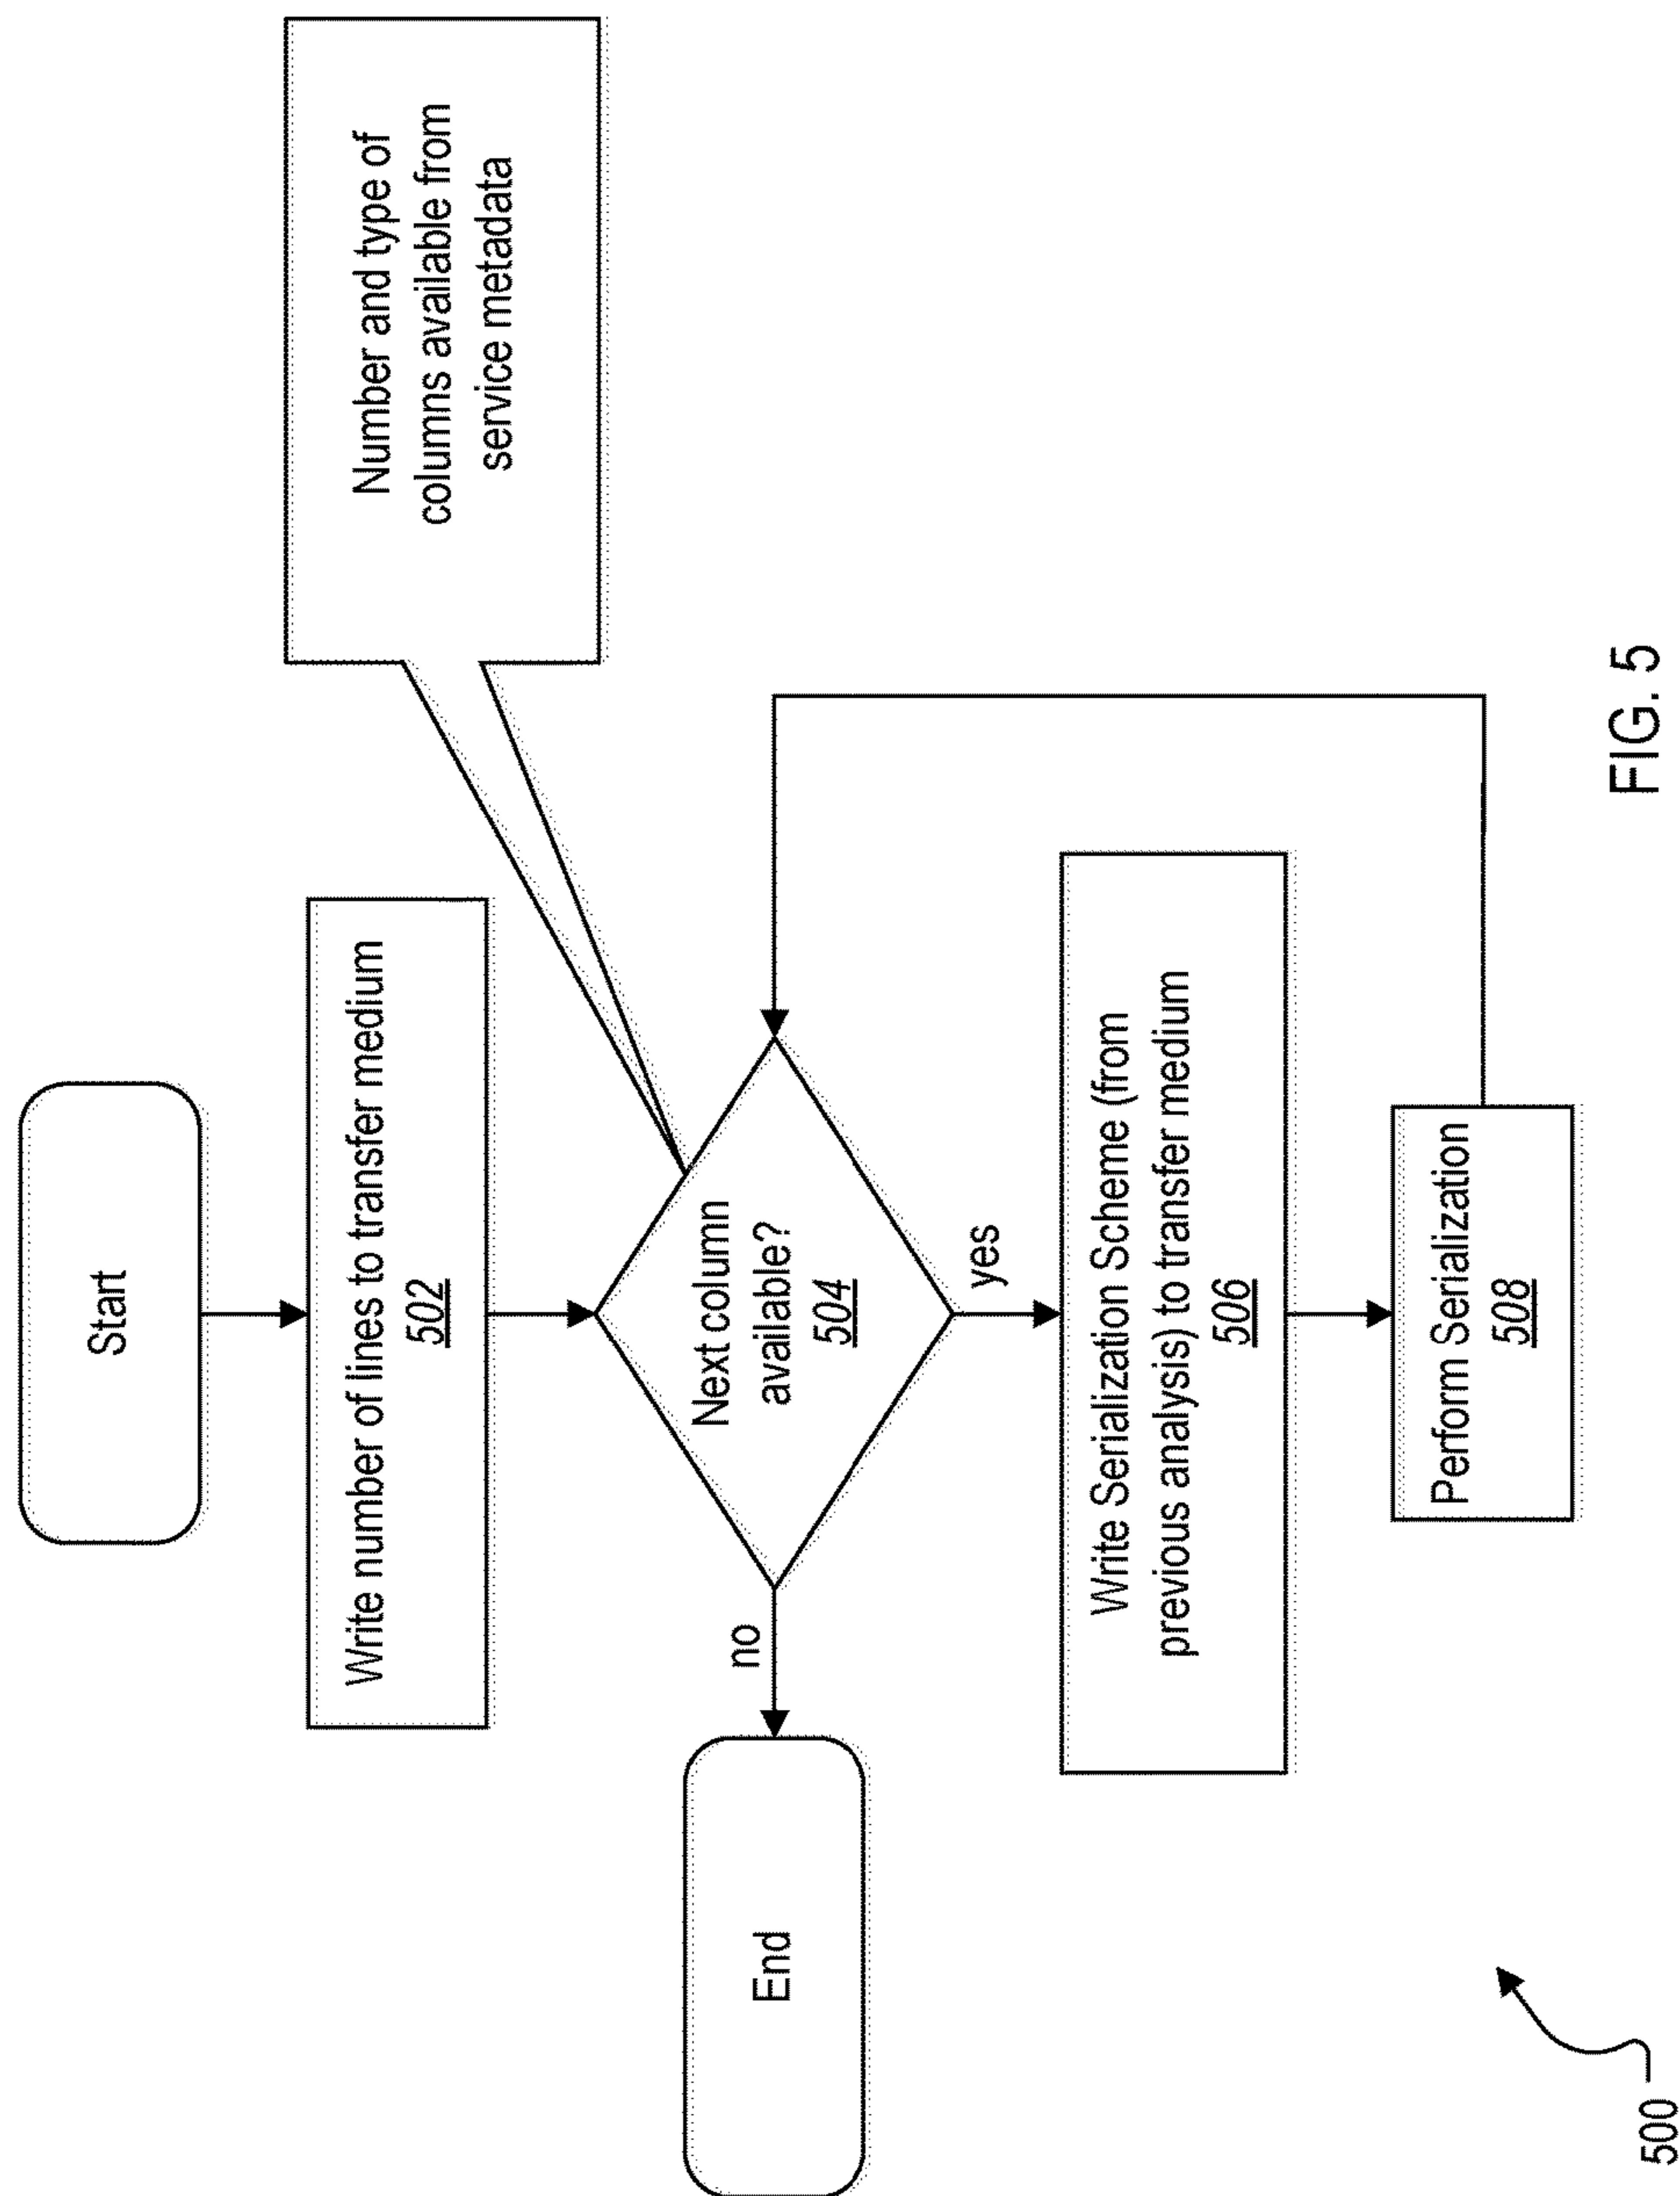 Start
Write number of lines to transfer medium
502
Number and type of
columns available from
service metadata
Next column
available?
504
no
End
yes
Write Serialization Scheme (from
previous analysis) to transfer medium
506
Perform Serialization
508
500
FIG. 5